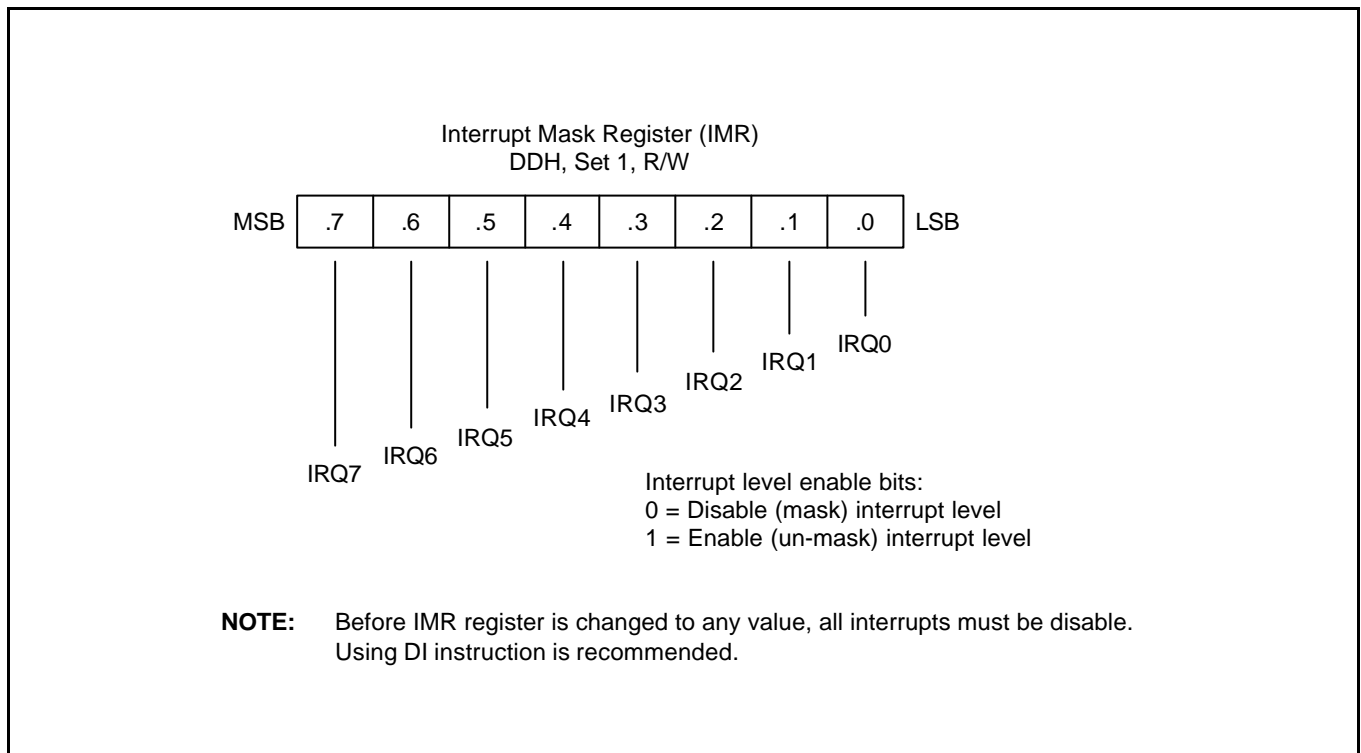 Interrupt Mask Register (IMR)
DDH, Set 1, R/W
MSB .7 .6 .5 .4 .3 .2 .1 .0 LSB
IRQ7 IRQ6 IRQ5 IRQ4 IRQ3 IRQ2 IRQ1 IRQ0
Interrupt level enable bits:
0 = Disable (mask) interrupt level
1 = Enable (un-mask) interrupt level
NOTE: Before IMR register is changed to any value, all interrupts must be disable.
Using DI instruction is recommended.